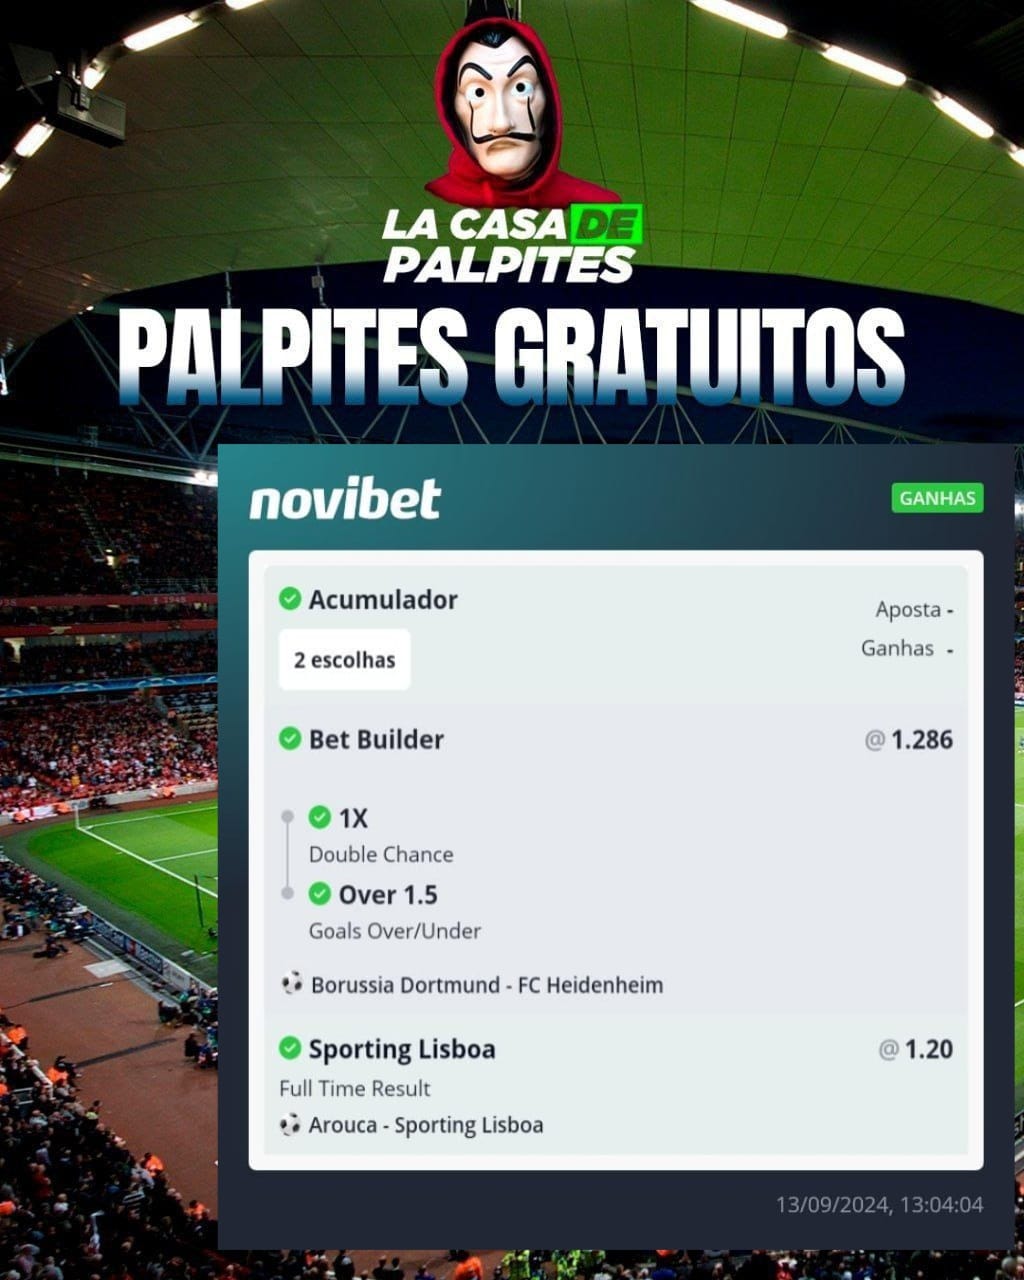 LA CASA DE
PALPITES
PALPITES GRATUITOS
novibet
GANHAS
Acumulador
Aposta -
2 escolhas
Ganhas -
Bet Builder
@ 1.286
1X
Double Chance
Over 1.5
Goals Over/Under
Borussia Dortmund - FC Heidenheim
Sporting Lisboa
@ 1.20
Full Time Result
Arouca - Sporting Lisboa
13/09/2024, 13:04:04